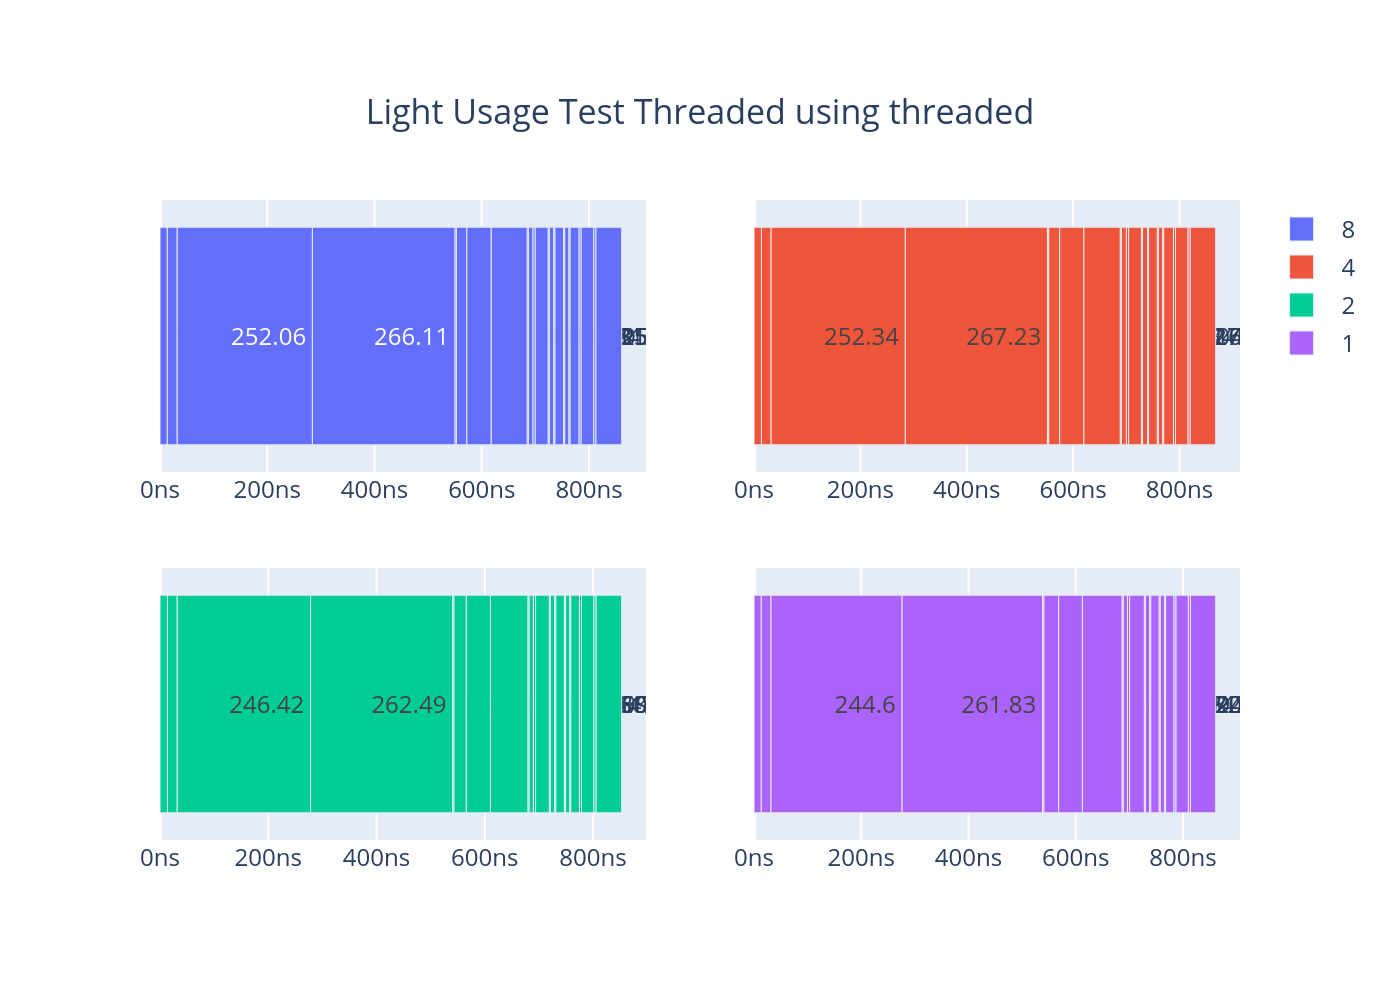 Light Usage Test Threaded using threaded
252.06 266.11
0ns 200ns 400ns 600ns 800ns
252.34 267.23
0ns 200ns 400ns 600ns 800ns
8
4
2
1
246.42 262.49
0ns 200ns 400ns 600ns 800ns
244.6 261.83
0ns 200ns 400ns 600ns 800ns